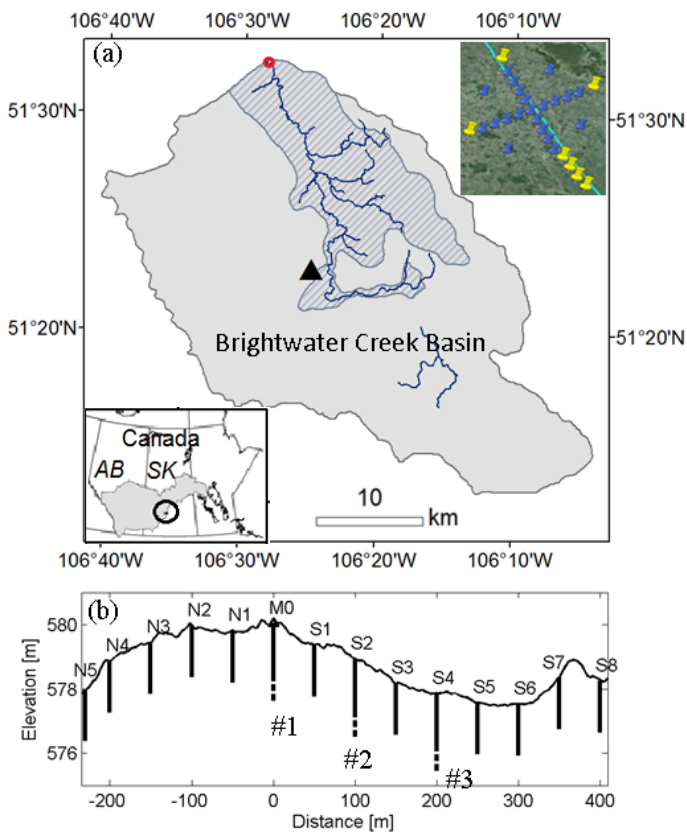 106°40'W 106°30'W 106°20'W 106°10'W
(a)
51°30'N
51°30'N
51°20'N
51°20'N
Brightwater Creek Basin
Canada
AB SK
10
km
106°40'W 106°30'W 106°20'W 106°10'W
(b)
M0
N5 N4 N3 N2 N1 S1 S2 S3 S4 S5 S6 S7 S8
580
578
576
Elevation [m]
#1
#2
#3
-200 -100 0 100 200 300 400
Distance [m]